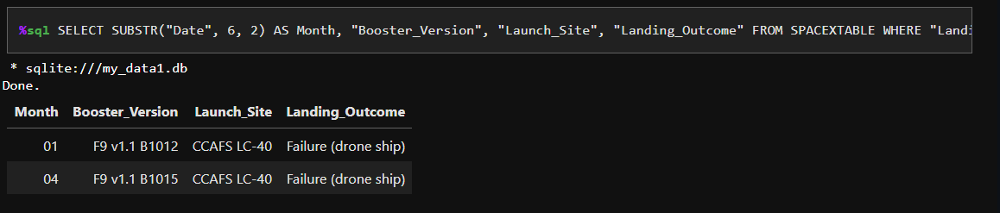 %sql SELECT SUBSTR("Date", 6, 2) AS Month, "Booster_Version", "Launch_Site", "Landing_Outcome" FROM SPACEXTABLE WHERE "Landi
* sqlite:///my_data1.db
Done.
Month Booster_Version Launch_Site Landing_Outcome
01 F9 v1.1 B1012 CCAFS LC-40 Failure (drone ship)
04 F9 v1.1 B1015 CCAFS LC-40 Failure (drone ship)